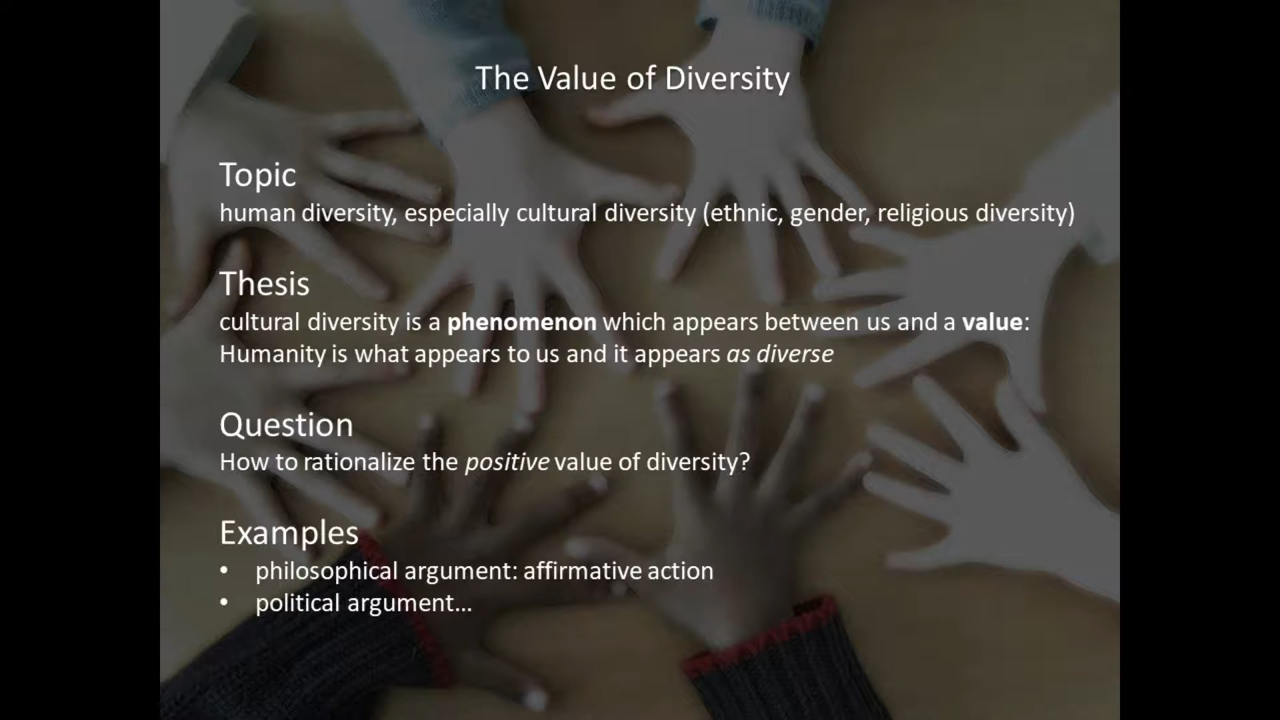 The Value of Diversity
Topic
human diversity, especially cultural diversity (ethnic, gender, religious diversity)
Thesis
cultural diversity is a phenomenon which appears between us and a value:
Humanity is what appears to us and it appears as diverse
Question
How to rationalize the positive value of diversity?
Examples
• philosophical argument: affirmative action
• political argument…